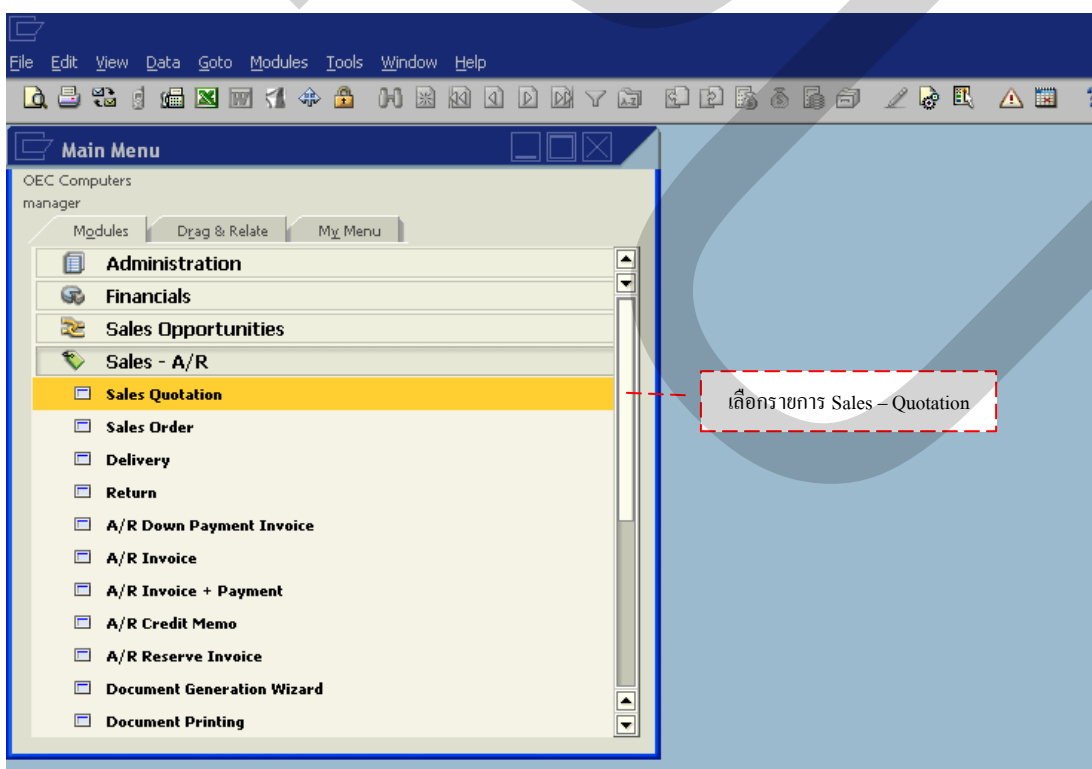 File Edit View Data Goto Modules Tools Window Help
Main Menu
OEC Computers
manager
Modules Drag & Relate My Menu
Administration
Financials
Sales Opportunities
Sales - A/R
Sales Quotation
เลือกรายการ Sales – Quotation
Sales Order
Delivery
Return
A/R Down Payment Invoice
A/R Invoice
A/R Invoice + Payment
A/R Credit Memo
A/R Reserve Invoice
Document Generation Wizard
Document Printing